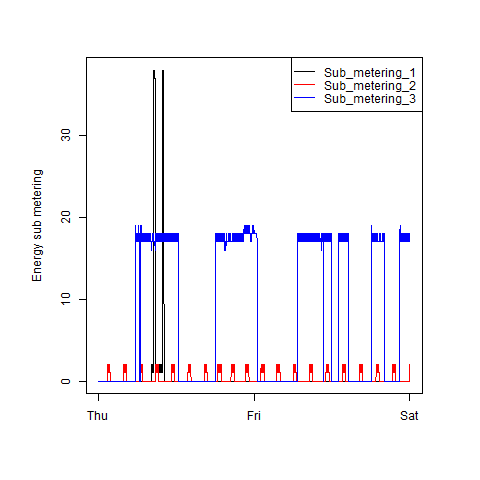 Sub_metering_1
Sub_metering_2
Sub_metering_3
Energy sub metering
30
20
10
0
Thu
Fri
Sat